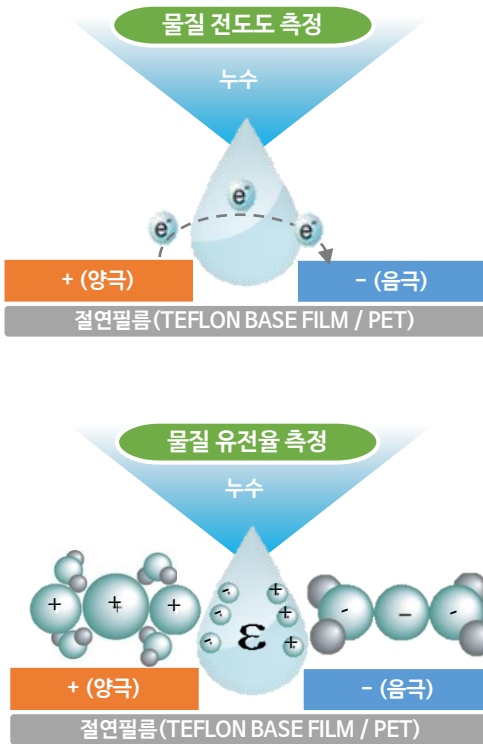 물질 전도도 측정
누수
e⁻
e⁻
e⁻
+ (양극)
- (음극)
절연필름(TEFLON BASE FILM / PET)
물질 유전율 측정
누수
+ + +
- - -
+ + +
ε
- - -
+ (양극)
- (음극)
절연필름(TEFLON BASE FILM / PET)